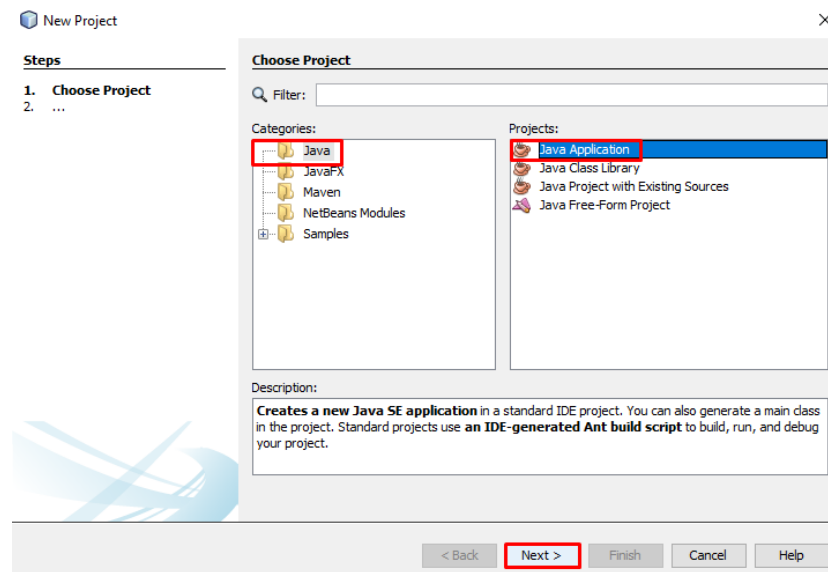 New Project
Steps
1. Choose Project
2. ...
Choose Project
Filter:
Categories:
Java
JavaFX
Maven
NetBeans Modules
Samples
Projects:
Java Application
Java Class Library
Java Project with Existing Sources
Java Free-Form Project
Description:
Creates a new Java SE application in a standard IDE project. You can also generate a main class
in the project. Standard projects use an IDE-generated Ant build script to build, run, and debug
your project.
< Back
Next >
Finish
Cancel
Help